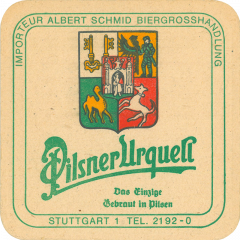 IMPORTEUR ALBERT SCHMID BIERGROSSHANDLUNG
Pilsner Urquell
Das Einzige
Gebraut in Pilsen
STUTTGART 1 TEL. 2192-0